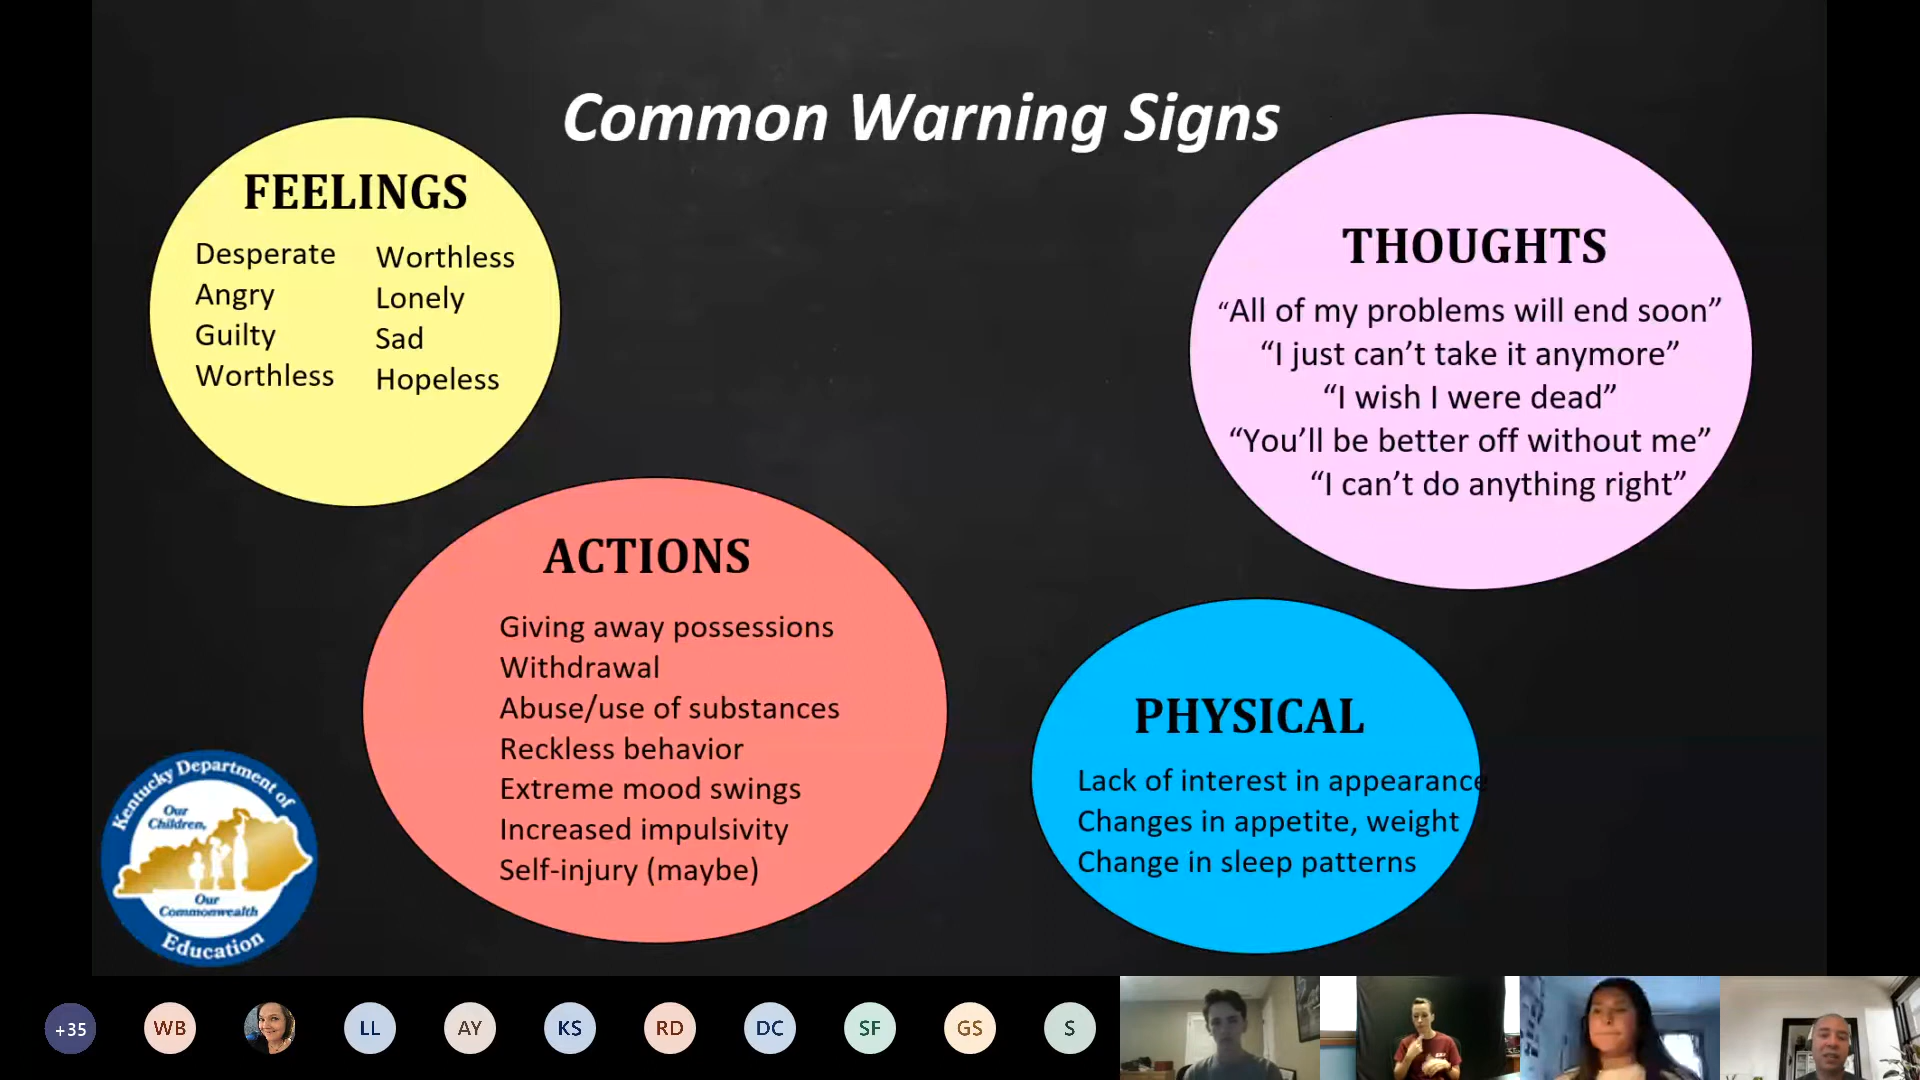 Common Warning Signs
FEELINGS
Desperate
Angry
Guilty
Worthless
Worthless
Lonely
Sad
Hopeless
THOUGHTS
“All of my problems will end soon”
“I just can’t take it anymore”
“I wish I were dead”
“You’ll be better off without me”
“I can’t do anything right”
ACTIONS
Giving away possessions
Withdrawal
Abuse/use of substances
Reckless behavior
Extreme mood swings
Increased impulsivity
Self-injury (maybe)
PHYSICAL
Lack of interest in appearance
Changes in appetite, weight
Change in sleep patterns
Kentucky Department of
Our
Children,
Our
Commonwealth
Education
+35
WB
LL
AY
KS
RD
DC
SF
GS
S